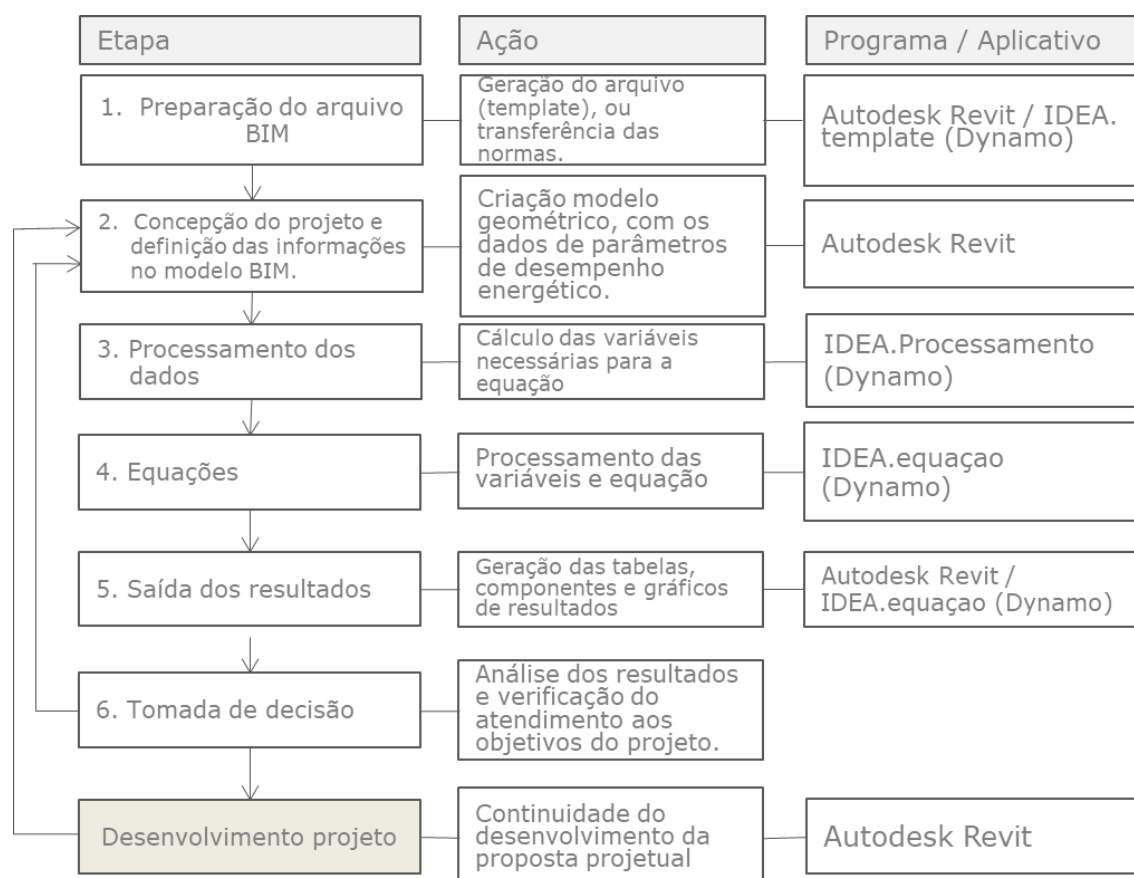 Etapa
Ação
Programa / Aplicativo
1. Preparação do arquivo
BIM
Geração do arquivo
(template), ou
transferência das
normas.
Autodesk Revit / IDEA.
template (Dynamo)
2. Concepção do projeto e
definição das informações
no modelo BIM.
Criação modelo
geométrico, com os
dados de parâmetros
de desempenho
energético.
Autodesk Revit
3. Processamento dos
dados
Cálculo das variáveis
necessárias para a
equação
IDEA.Processamento
(Dynamo)
4. Equações
Processamento das
variáveis e equação
IDEA.equaçao
(Dynamo)
5. Saída dos resultados
Geração das tabelas,
componentes e gráficos
de resultados
Autodesk Revit /
IDEA.equaçao (Dynamo)
6. Tomada de decisão
Análise dos resultados
e verificação do
atendimento aos
objetivos do projeto.
Desenvolvimento projeto
Continuidade do
desenvolvimento da
proposta projetual
Autodesk Revit